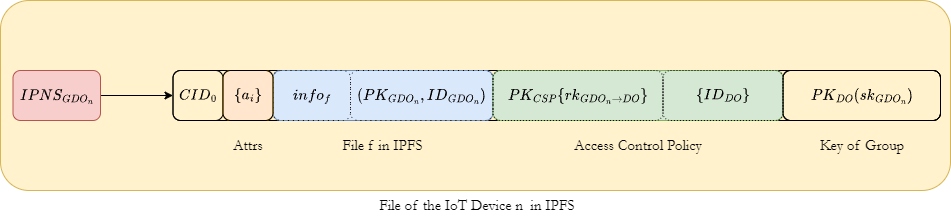 IPNS_{GDO_n}
CID_0
{a_i}
info_f
(PK_{GDO_n}, ID_{GDO_n})
PK_{CSP}{rk_{GDO_n→DO}}
{ID_{DO}}
PK_{DO}(sk_{GDO_n})
Attrs
File f in IPFS
Access Control Policy
Key of Group
File of the IoT Device n in IPFS